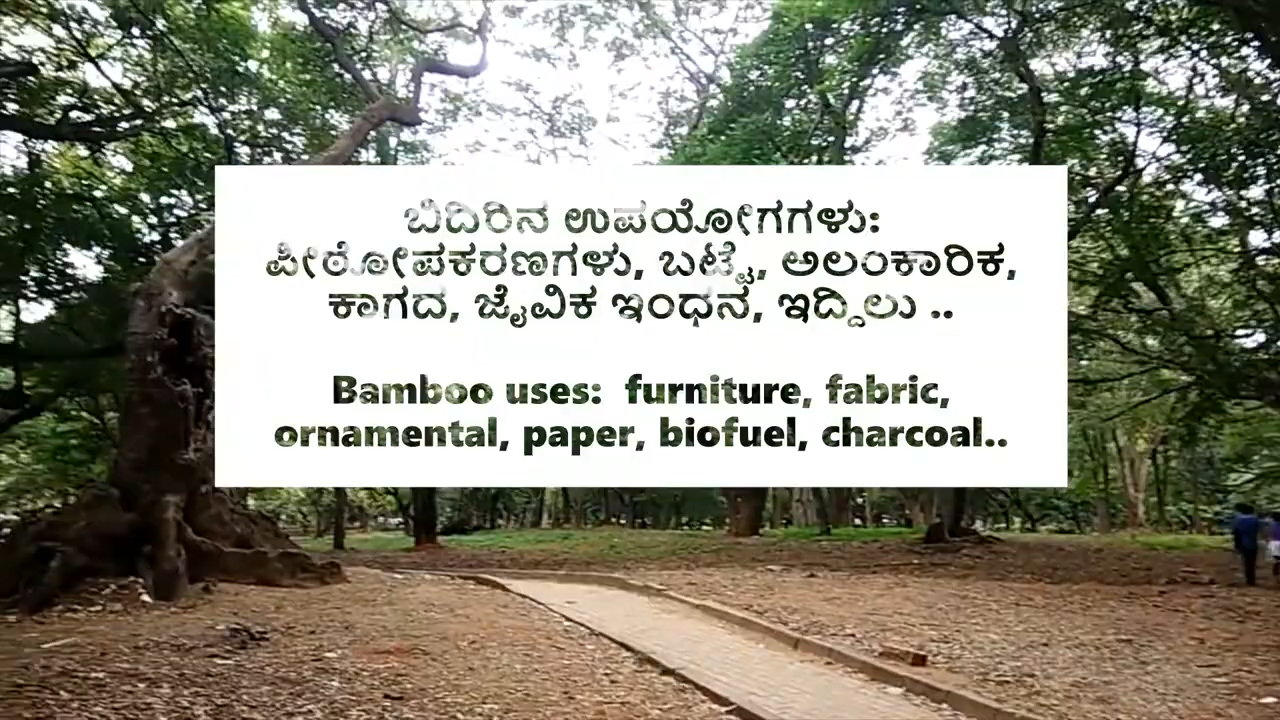 ಬಿದಿರಿನ ಉಪಯೋಗಗಳು:
ಪೀಠೋಪಕರಣಗಳು, ಬಟ್ಟೆ, ಅಲಂಕಾರಿಕ,
ಕಾಗದ, ಜೈವಿಕ ಇಂಧನ, ಇದ್ದಿಲು ..
Bamboo uses:  furniture, fabric,
ornamental, paper, biofuel, charcoal..